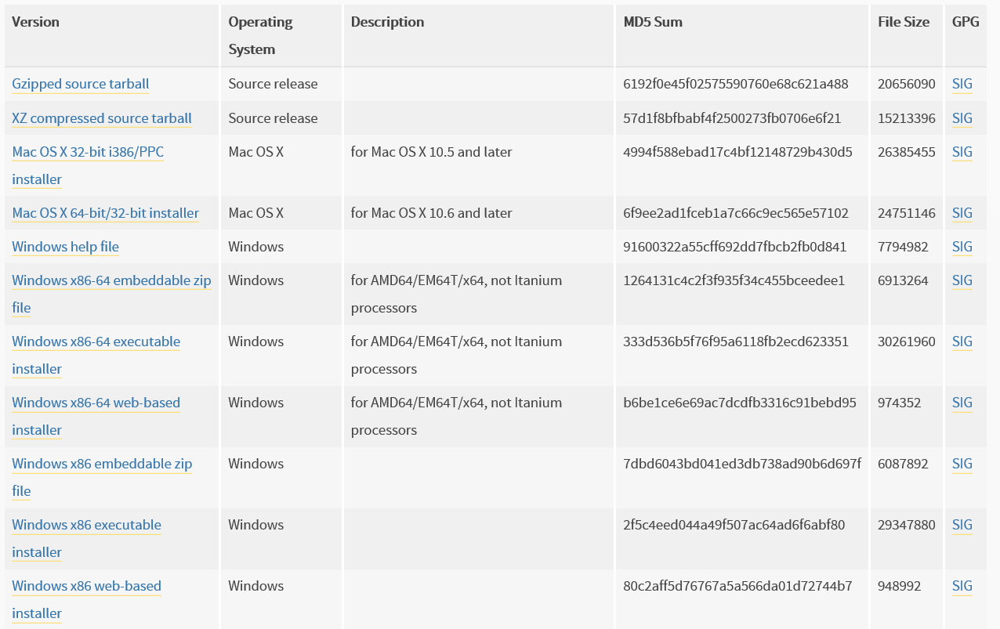 Version Operating System Description MD5 Sum File Size GPG
Gzipped source tarball Source release 6192f0e45f02575590760e68c621a488 20656090 SIG
XZ compressed source tarball Source release 57d1f8bfbabf4f2500273fb0706e6f21 15213396 SIG
Mac OS X 32-bit i386/PPC installer Mac OS X for Mac OS X 10.5 and later 4994f588ebad17c4bf12148729b430d5 26385455 SIG
Mac OS X 64-bit/32-bit installer Mac OS X for Mac OS X 10.6 and later 6f9ee2ad1fceb1a7c66c9ec565e57102 24751146 SIG
Windows help file Windows 91600322a55cff692dd7fbcb2fb0d841 7794982 SIG
Windows x86-64 embeddable zip file Windows for AMD64/EM64T/x64, not Itanium processors 1264131c4c2f3f935f34c455bceedee1 6913264 SIG
Windows x86-64 executable installer Windows for AMD64/EM64T/x64, not Itanium processors 333d536b5f76f95a6118fb2ecd623351 30261960 SIG
Windows x86-64 web-based installer Windows for AMD64/EM64T/x64, not Itanium processors b6be1ce6e69ac7dcdfb3316c91bebd95 974352 SIG
Windows x86 embeddable zip file Windows 7dbd6043bd041ed3db738ad90b6d697f 6087892 SIG
Windows x86 executable installer Windows 2f5c4eed044a49f507ac64ad6f6abf80 29347880 SIG
Windows x86 web-based installer Windows 80c2aff5d76767a5a566da01d72744b7 948992 SIG